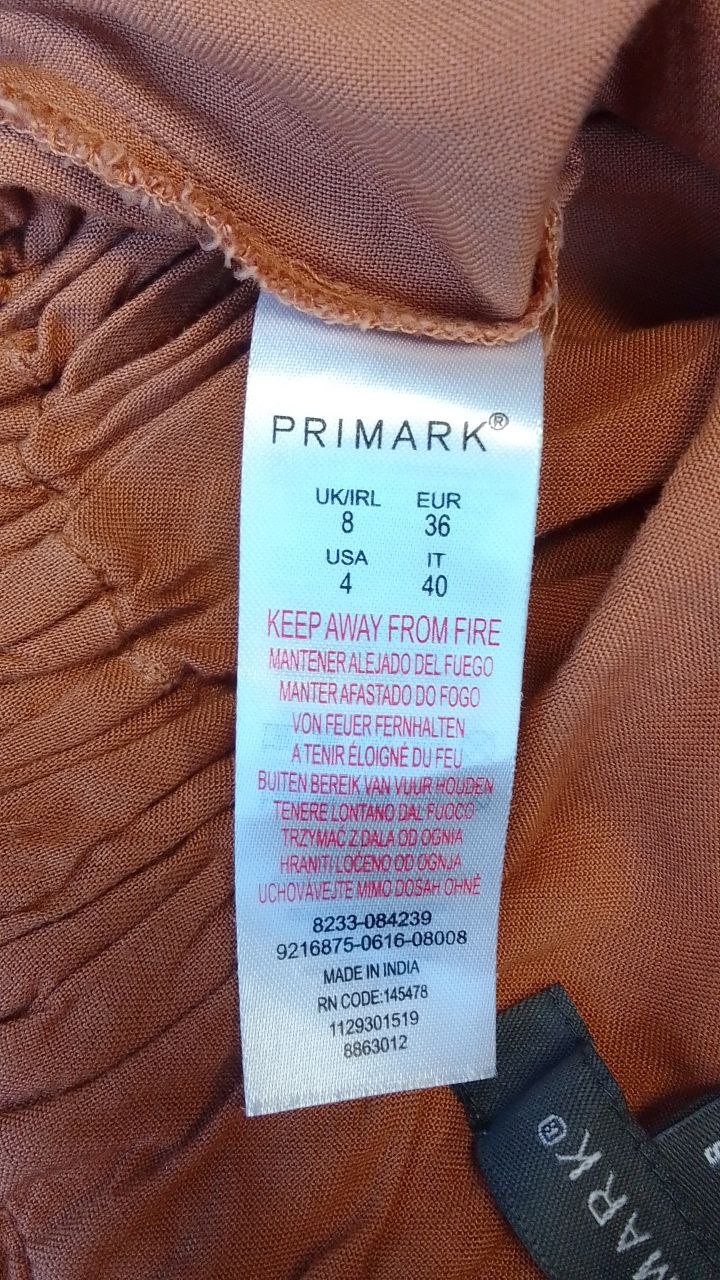 PRIMARK®
UK/IRL EUR
8 36
USA IT
4 40
KEEP AWAY FROM FIRE
MANTENER ALEJADO DEL FUEGO
MANTER AFASTADO DO FOGO
VON FEUER FERNHALTEN
A TENIR ÉLOIGNÉ DU FEU
BUITEN BEREIK VAN VUUR HOUDEN
TENERE LONTANO DAL FUOCO
TRZYMAĆ Z DALA OD OGNIA
HRANITI LOČENO OD OGNJA
UCHOVÁVEJTE MIMO DOSAH OHNĚ
8233-084239
9216875-0616-08008
MADE IN INDIA
RN CODE:145478
1129301519
8863012
MARK®